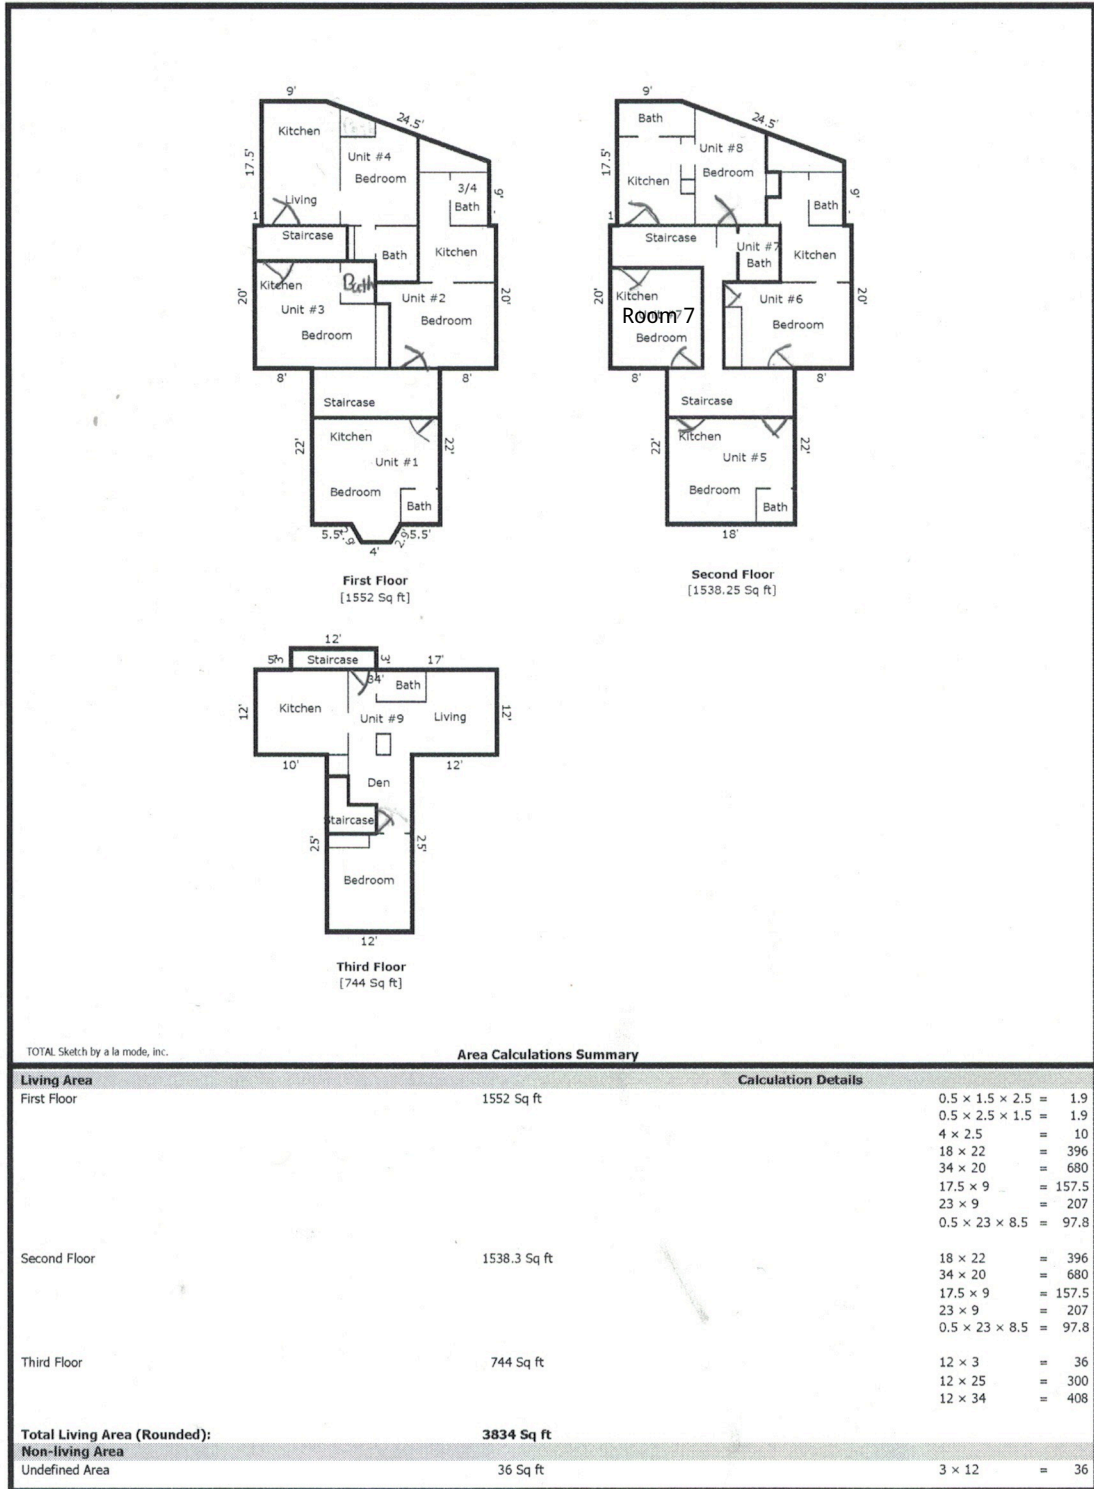 9'
24.5'
Kitchen
17.5'
Unit #4
Bedroom
3/4
Bath
9'
Living
1
Staircase
Bath
Kitchen
Kitchen
Bath
20'
Unit #3
Unit #2
20'
Bedroom
Bedroom
8'
8'
Staircase
22'
Kitchen
22'
Unit #1
Bedroom
Bath
5.5'
2.9'
4'
2.9'
5.5'
First Floor
[1552 Sq ft]
9'
24.5'
Bath
17.5'
Unit #8
Bedroom
Kitchen
Bath
9'
1
Staircase
Unit #7
Bath
Kitchen
20'
Kitchen
Unit #6
20'
Room 7
Bedroom
Bedroom
8'
8'
Staircase
22'
Kitchen
22'
Unit #5
Bedroom
Bath
18'
Second Floor
[1538.25 Sq ft]
12'
5'
3'
Staircase
3'
17'
34'
Bath
12'
Kitchen
Unit #9
Living
12'
10'
12'
Den
Staircase
25'
25'
Bedroom
12'
Third Floor
[744 Sq ft]
TOTAL Sketch by a la mode, inc.
Area Calculations Summary
Living Area Calculation Details
First Floor 1552 Sq ft 0.5 × 1.5 × 2.5 = 1.9
0.5 × 2.5 × 1.5 = 1.9
4 × 2.5 = 10
18 × 22 = 396
34 × 20 = 680
17.5 × 9 = 157.5
23 × 9 = 207
0.5 × 23 × 8.5 = 97.8
Second Floor 1538.3 Sq ft 18 × 22 = 396
34 × 20 = 680
17.5 × 9 = 157.5
23 × 9 = 207
0.5 × 23 × 8.5 = 97.8
Third Floor 744 Sq ft 12 × 3 = 36
12 × 25 = 300
12 × 34 = 408
Total Living Area (Rounded): 3834 Sq ft
Non-living Area
Undefined Area 36 Sq ft 3 × 12 = 36